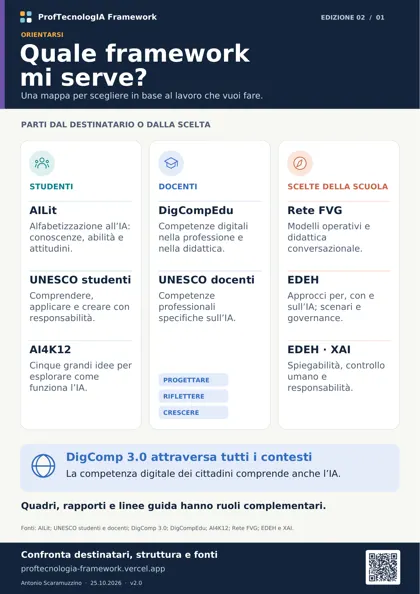 ProfTecnologIA Framework
EDIZIONE 02 / 01
ORIENTARSI
Quale framework
mi serve?
Una mappa per scegliere in base al lavoro che vuoi fare.
PARTI DAL DESTINATARIO O DALLA SCELTA
STUDENTI
AILit
Alfabetizzazione all’IA:
conoscenze, abilità e
attitudini.
UNESCO studenti
Comprendere,
applicare e creare con
responsabilità.
AI4K12
Cinque grandi idee per
esplorare come
funziona l’IA.
DOCENTI
DigCompEdu
Competenze digitali
nella professione e
nella didattica.
UNESCO docenti
Competenze
professionali
specifiche sull’IA.
PROGETTARE
RIFLETTERE
CRESCERE
SCELTE DELLA SCUOLA
Rete FVG
Modelli operativi e
didattica
conversazionale.
EDEH
Approcci per, con e
sull’IA; scenari e
governance.
EDEH · XAI
Spiegabilità, controllo
umano e
responsabilità.
DigComp 3.0 attraversa tutti i contesti
La competenza digitale dei cittadini comprende anche l’IA.
Quadri, rapporti e linee guida hanno ruoli complementari.
Fonti: AILit; UNESCO studenti e docenti; DigComp 3.0; DigCompEdu; AI4K12; Rete FVG; EDEH e XAI.
Confronta destinatari, struttura e fonti
proftecnologia-framework.vercel.app
Antonio Scaramuzzino · 25.10.2026 · v2.0